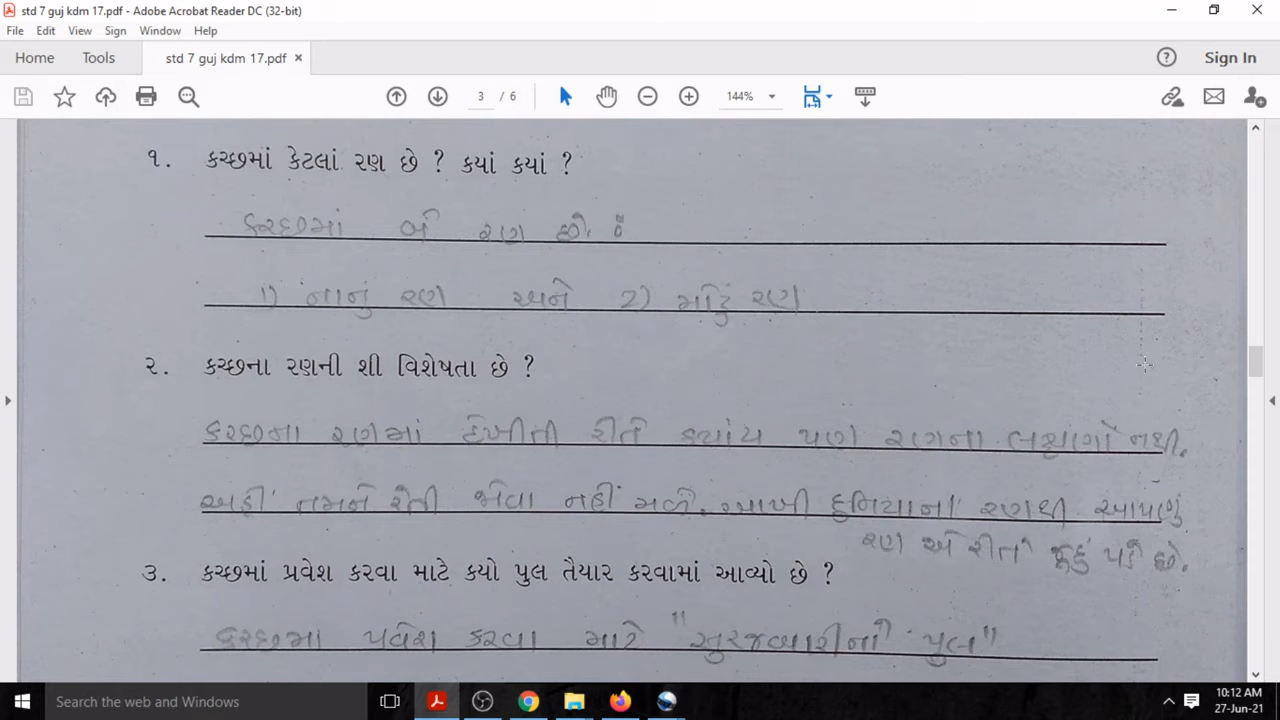 std 7 guj kdm 17.pdf - Adobe Acrobat Reader DC (32-bit)
File Edit View Sign Window Help
Home Tools std 7 guj kdm 17.pdf × Sign In
3 / 6 144%
૧. કચ્છમાં કેટલાં રણ છે ? કયાં કયાં ?
કચ્છમાં બે રણ છે. :
1) નાનું રણ અને 2) મોટું રણ
૨. કચ્છના રણની શી વિશેષતા છે ?
કચ્છના રણમાં દેખીતી રીતે ક્યાંય પણ રણના લક્ષણો નથી.
અહીં તમને રેતી જોવા નહીં મળે. આખી દુનિયાના રણથી આપણું
રણ એ રીતે જુદું પડે છે.
૩. કચ્છમાં પ્રવેશ કરવા માટે કયો પુલ તૈયાર કરવામાં આવ્યો છે ?
કચ્છમા પ્રવેશ કરવા માટે "સુરજબારીનો પુલ"
Search the web and Windows
10:12 AM
27-Jun-21